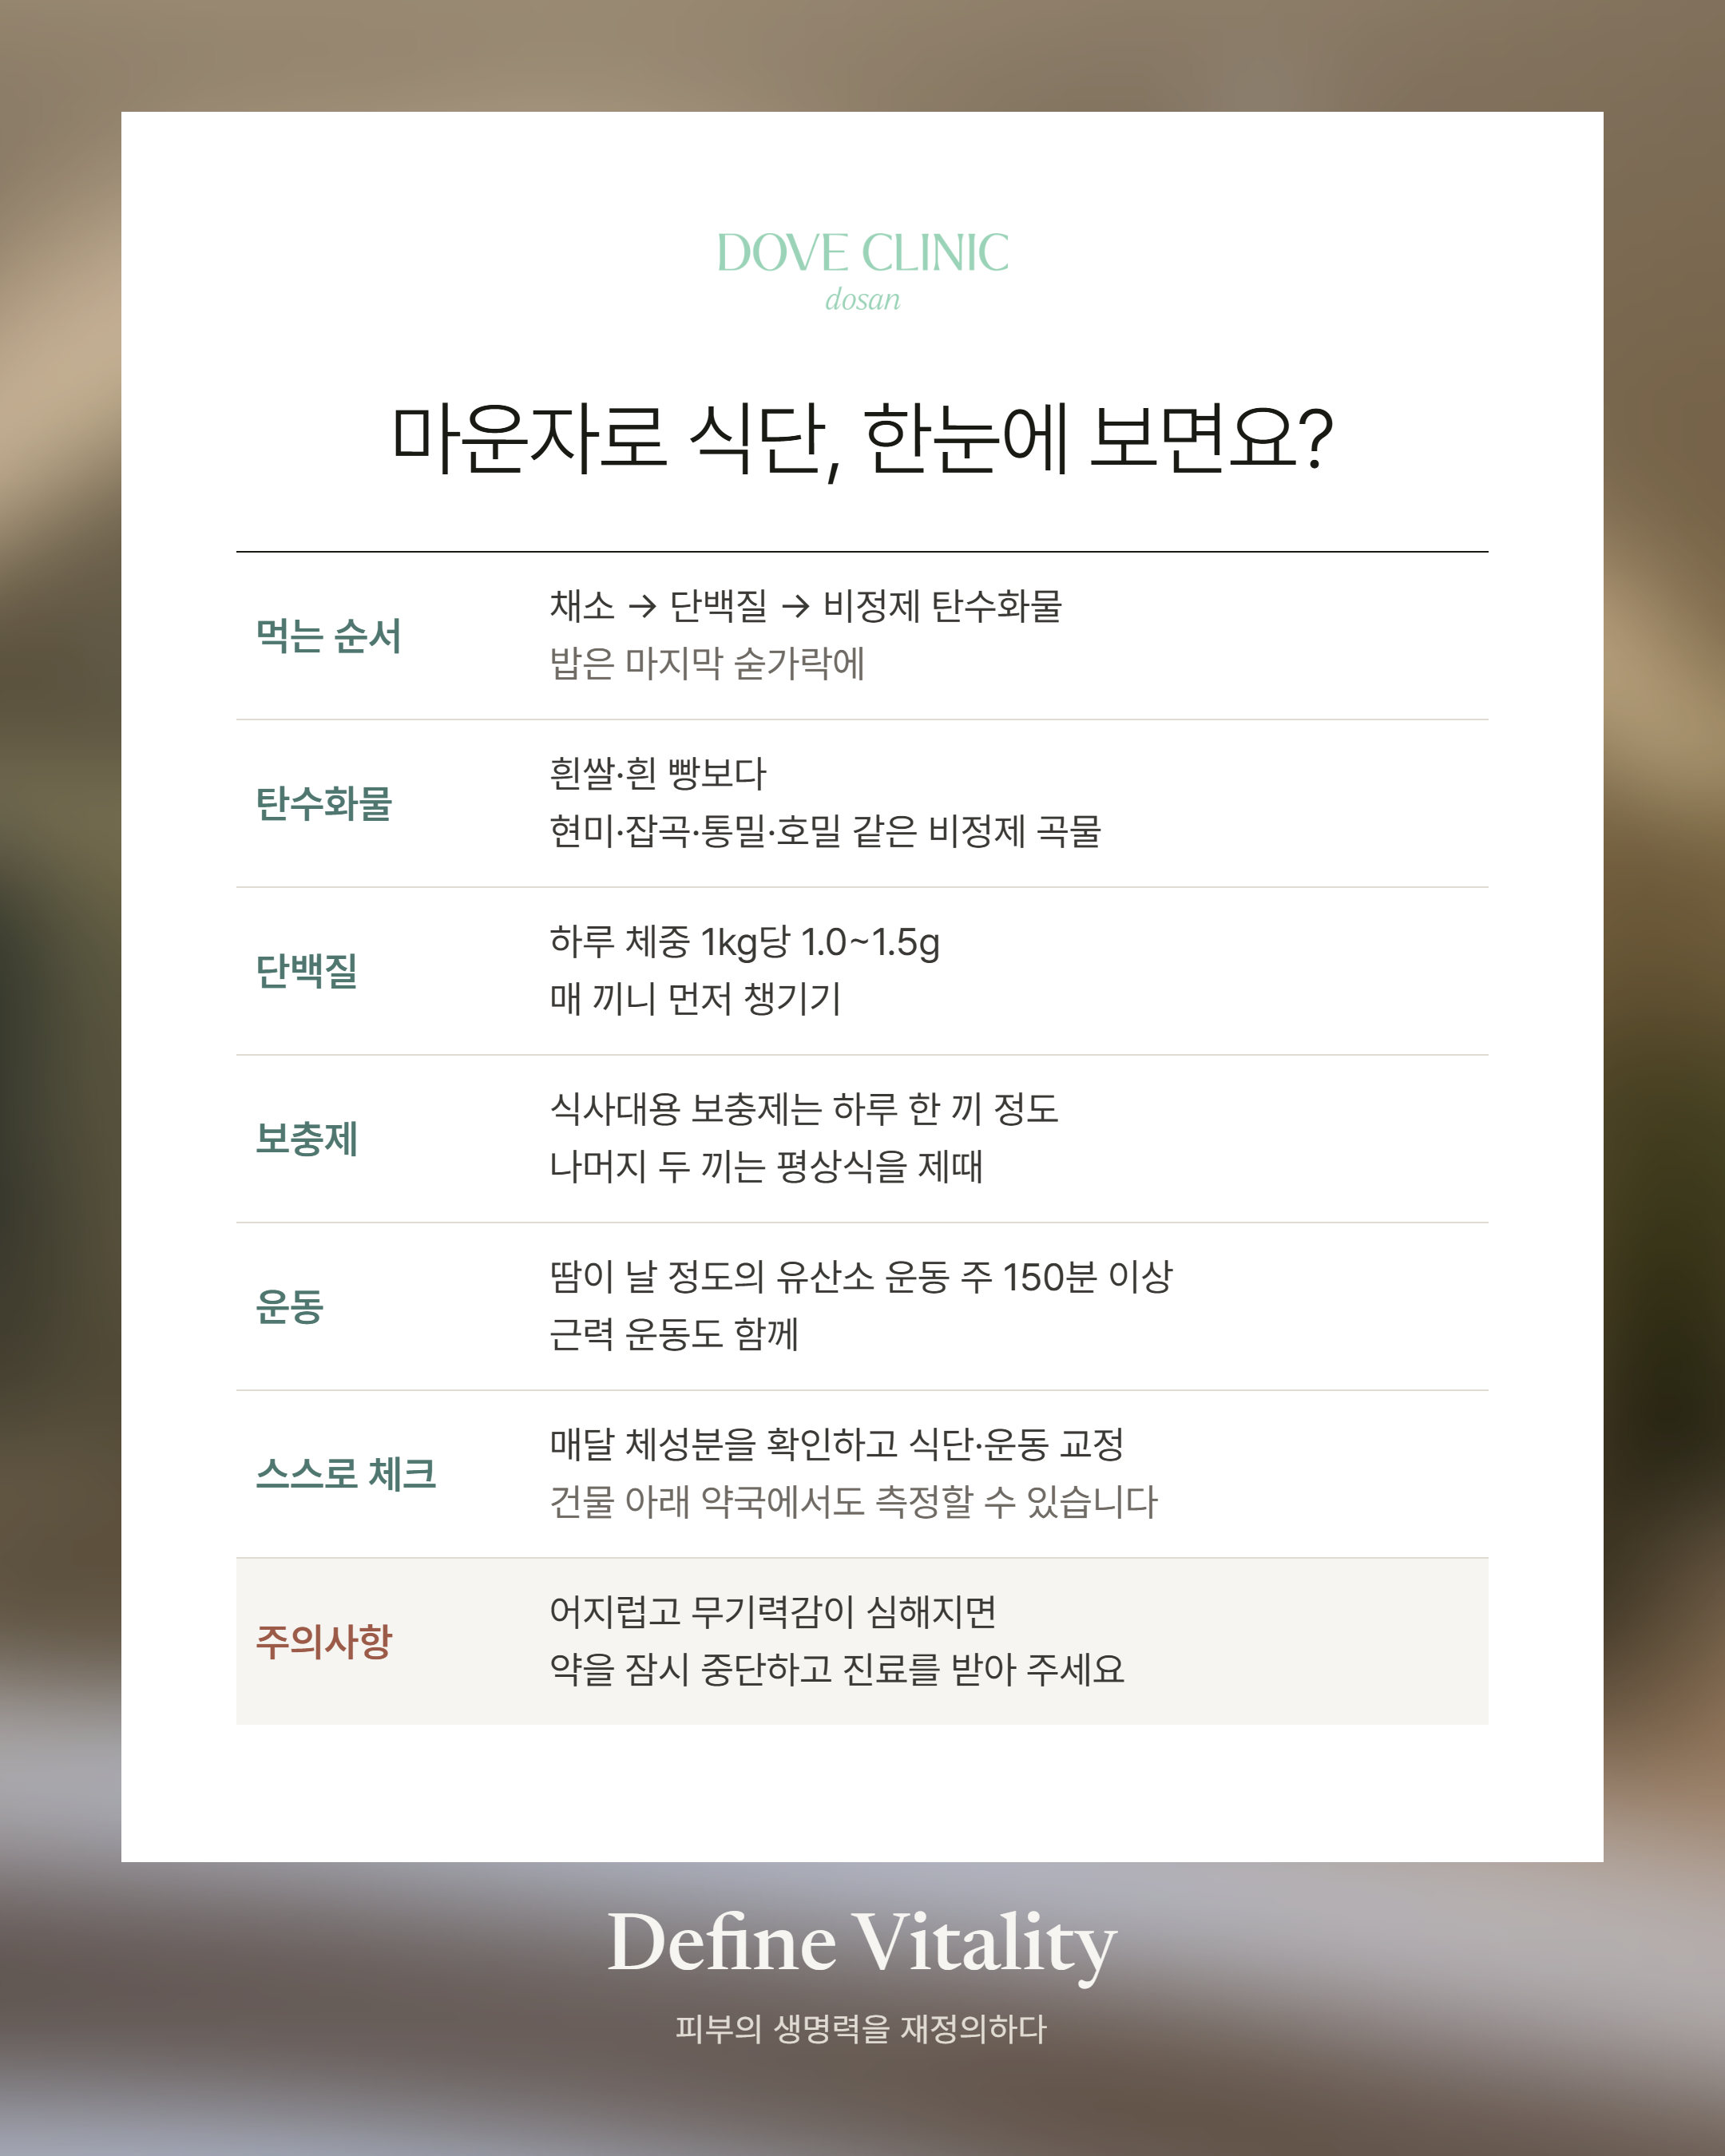 DOVE CLINIC
dosan
마운자로 식단, 한눈에 보면요?
먹는 순서
채소 → 단백질 → 비정제 탄수화물
밥은 마지막 숟가락에
탄수화물
흰쌀·흰 빵보다
현미·잡곡·통밀·호밀 같은 비정제 곡물
단백질
하루 체중 1kg당 1.0~1.5g
매 끼니 먼저 챙기기
보충제
식사대용 보충제는 하루 한 끼 정도
나머지 두 끼는 평상식을 제때
운동
땀이 날 정도의 유산소 운동 주 150분 이상
근력 운동도 함께
스스로 체크
매달 체성분을 확인하고 식단·운동 교정
건물 아래 약국에서도 측정할 수 있습니다
주의사항
어지럽고 무기력감이 심해지면
약을 잠시 중단하고 진료를 받아 주세요
Define Vitality
피부의 생명력을 재정의하다